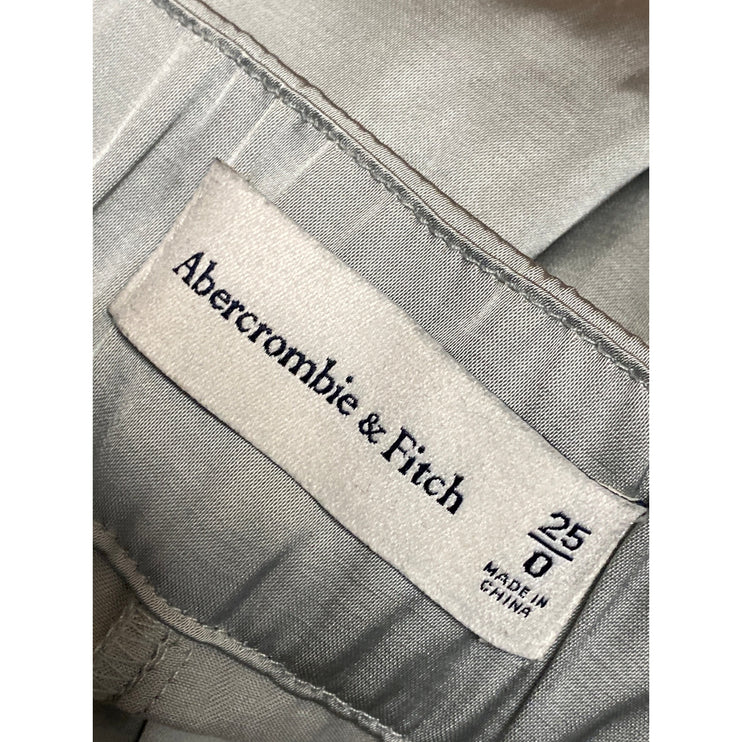 Abercrombie & Fitch
25
0
MADE IN
CHINA